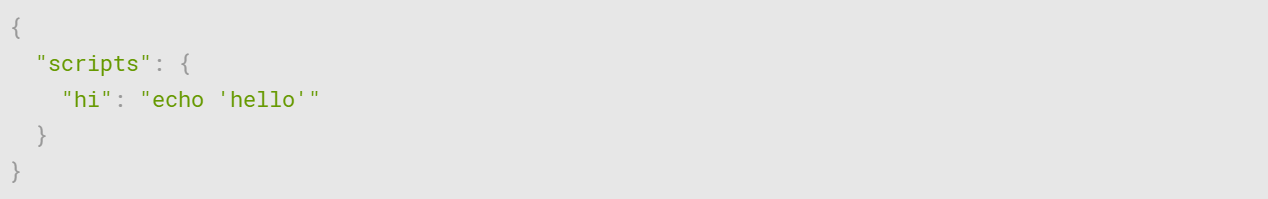 {
  "scripts": {
    "hi": "echo 'hello'"
  }
}